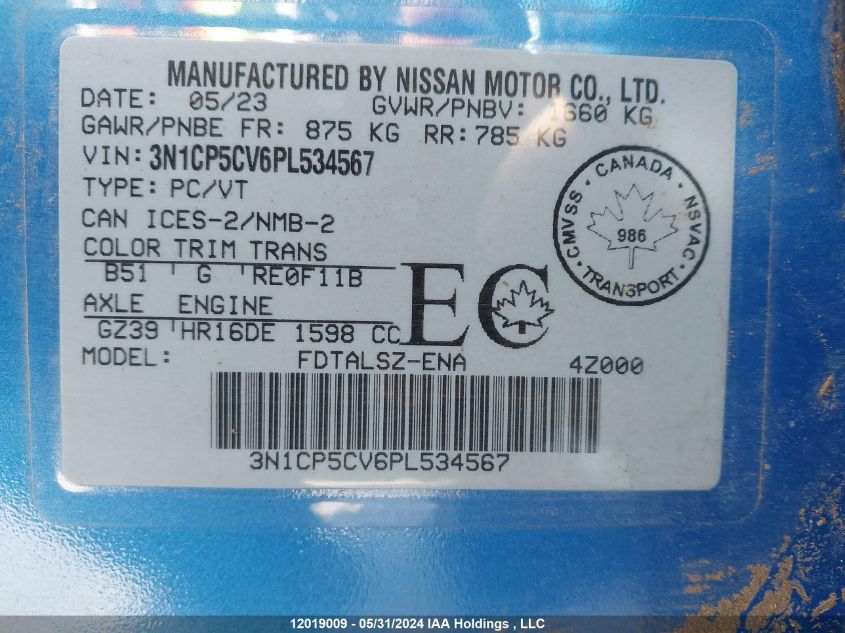 MANUFACTURED BY NISSAN MOTOR CO., LTD.
DATE: 05/23 GVWR/PNBV: 1660 KG
GAWR/PNBE FR: 875 KG RR: 785 KG
VIN: 3N1CP5CV6PL534567
TYPE: PC/VT
CAN ICES-2/NMB-2
COLOR TRIM TRANS
B51 G RE0F11B
AXLE ENGINE
GZ39 HR16DE 1598 CC
EC
MODEL: FDTALSZ-ENA 4Z000
3N1CP5CV6PL534567
CMVSS · CANADA · NSVAC · TRANSPORT ·
986
12019009 - 05/31/2024 IAA Holdings , LLC